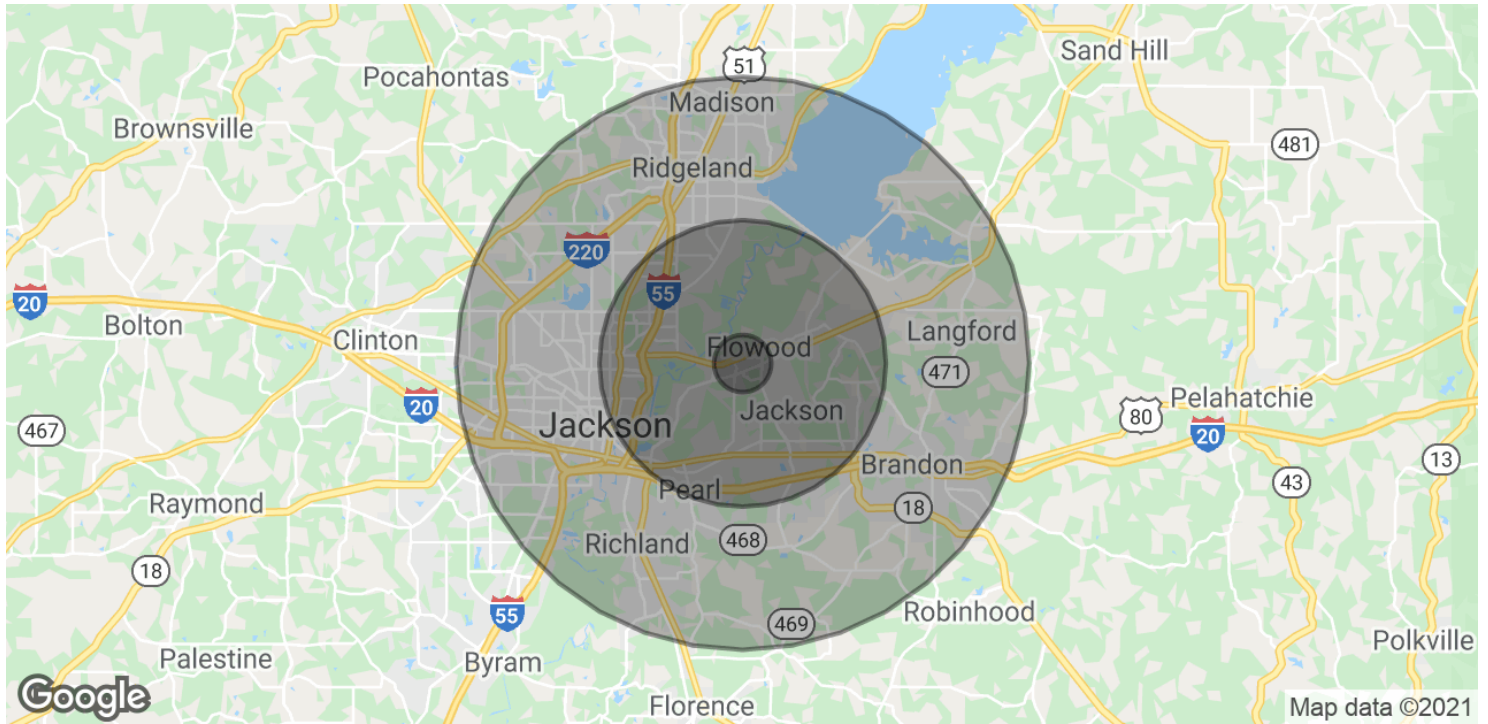 51
Sand Hill
Pocahontas
Madison
Brownsville
481
Ridgeland
220
55
20
Bolton
Clinton
Flowood
Langford
471
20
Jackson
Jackson
Pelahatchie
80
20
467
Brandon
13
Pearl
43
Raymond
18
468
Richland
18
55
469
Robinhood
Polkville
Palestine
Byram
Google
Florence
Map data ©2021